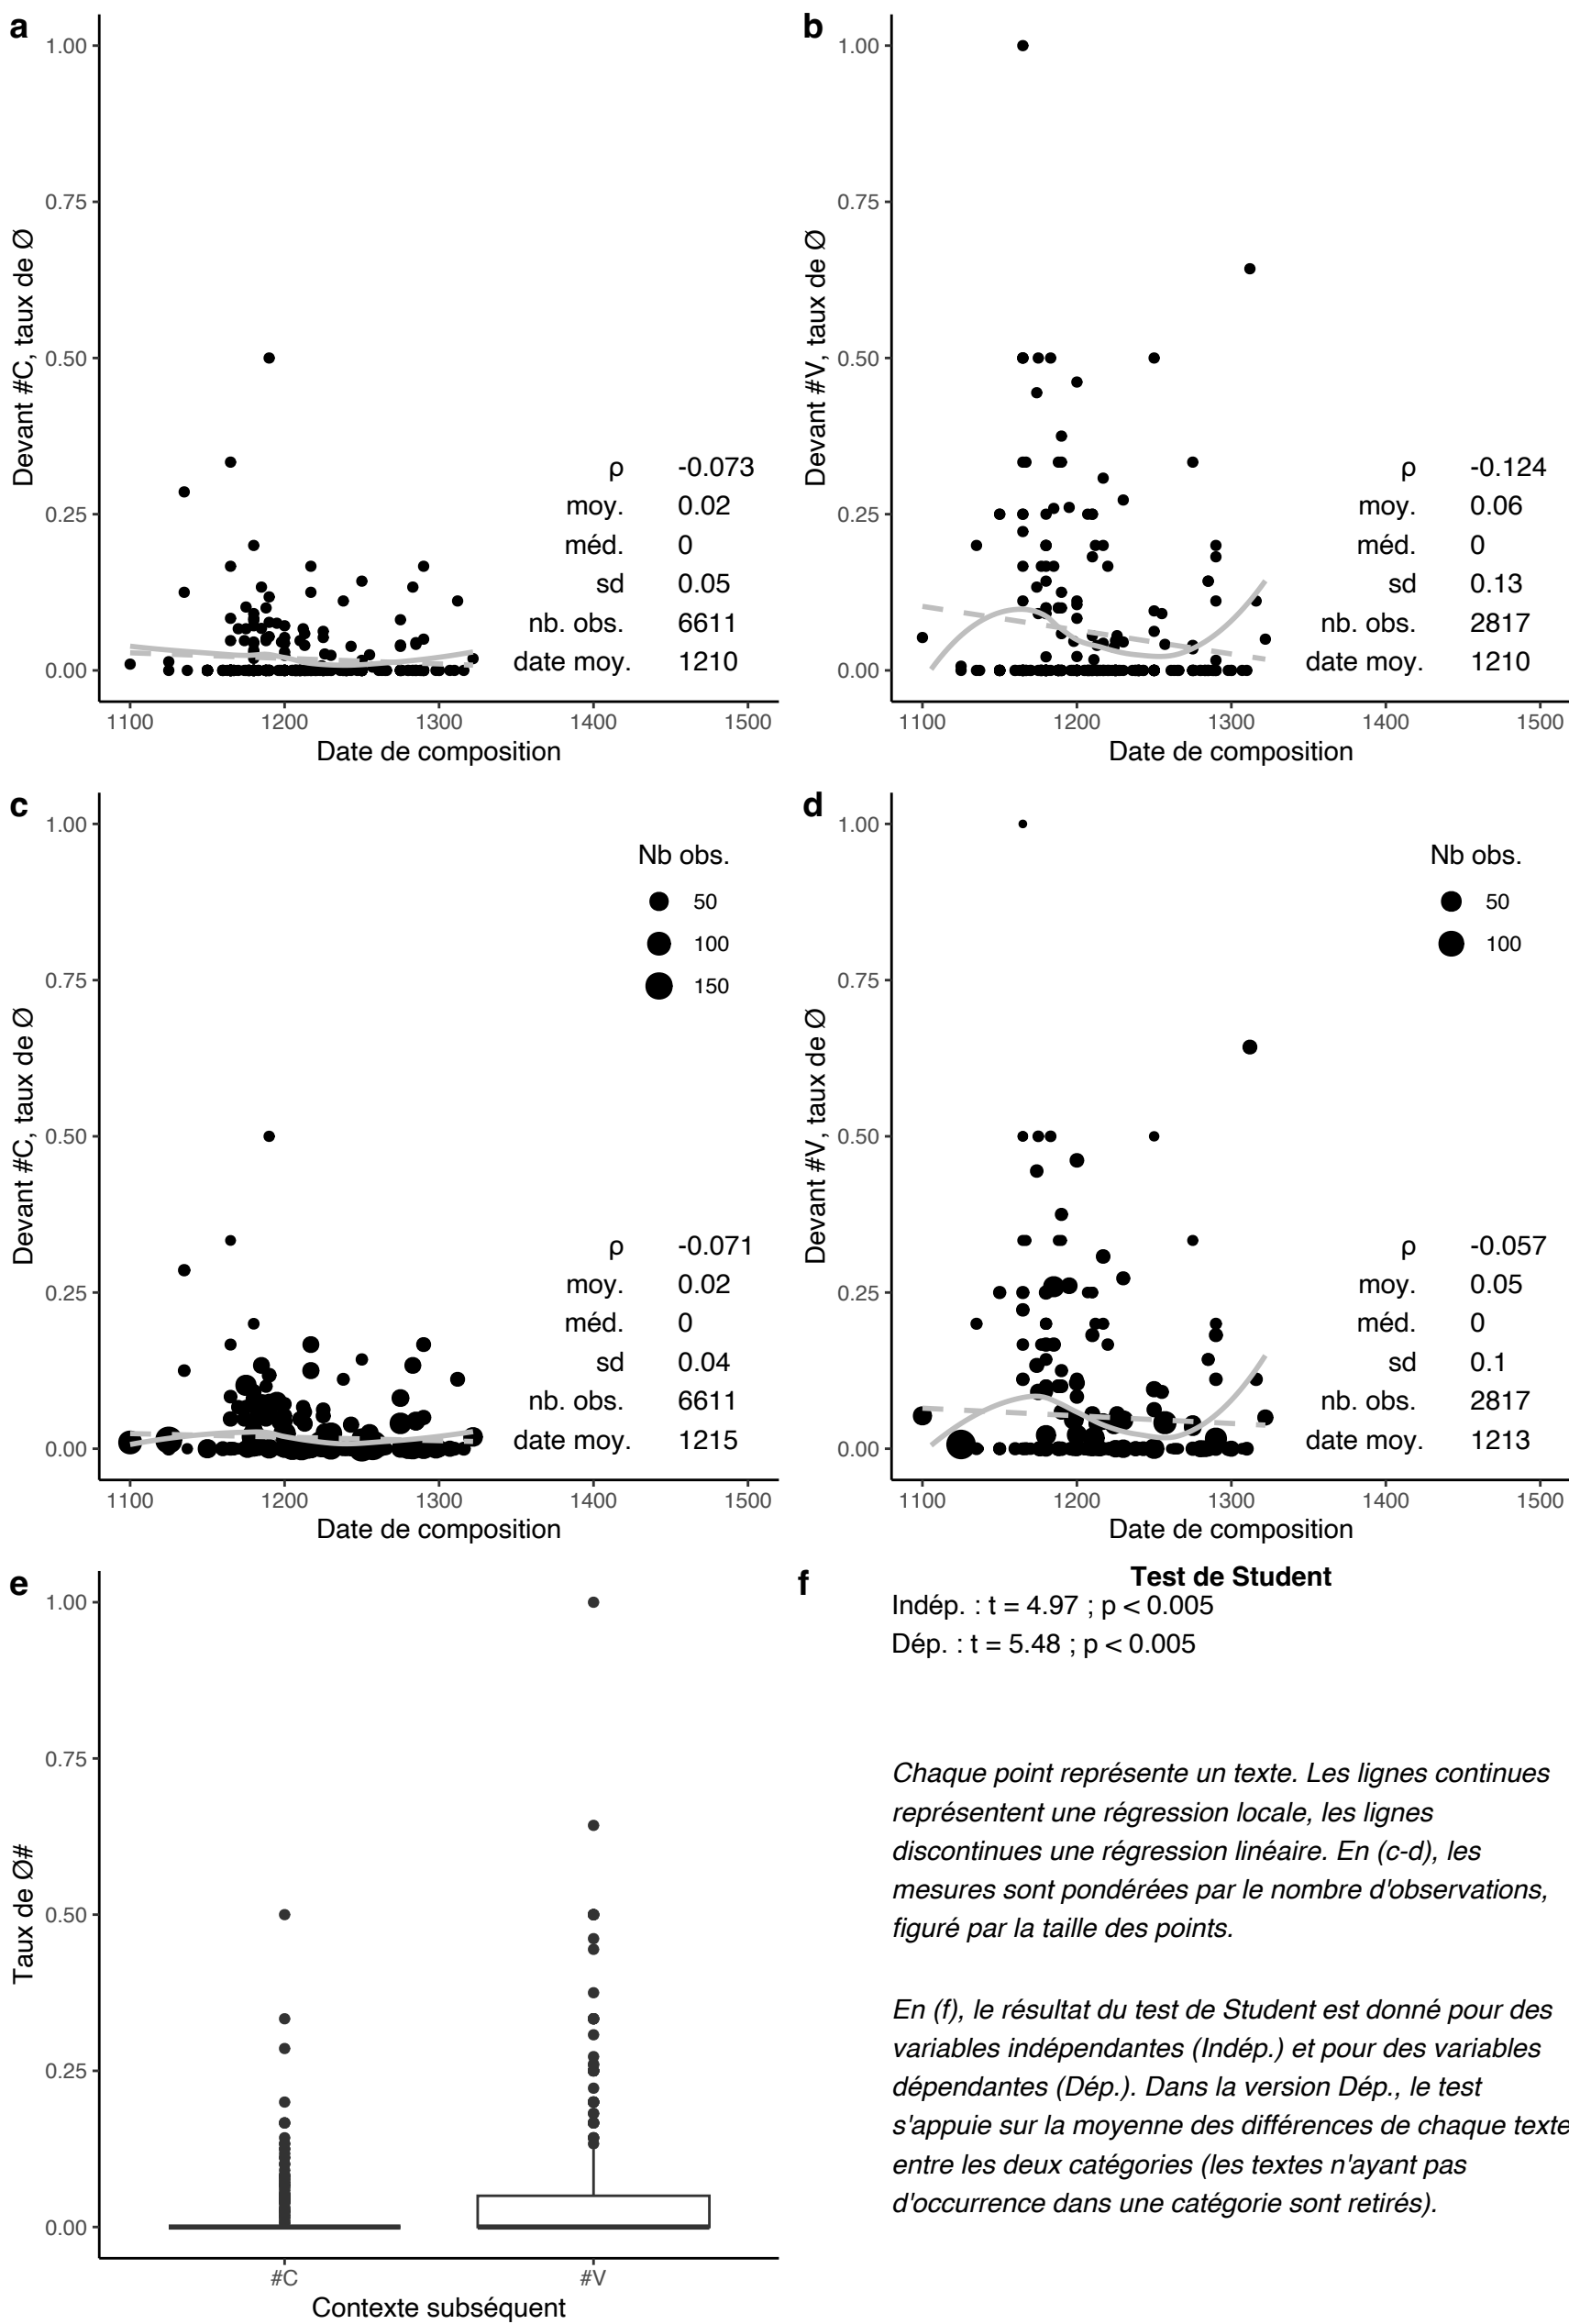 a
1.00
0.75
0.50
0.25
0.00
Devant #C, taux de Ø
ρ -0.073
moy. 0.02
méd. 0
sd 0.05
nb. obs. 6611
date moy. 1210
1100 1200 1300 1400 1500
Date de composition
b
1.00
0.75
0.50
0.25
0.00
Devant #V, taux de Ø
ρ -0.124
moy. 0.06
méd. 0
sd 0.13
nb. obs. 2817
date moy. 1210
1100 1200 1300 1400 1500
Date de composition
c
1.00
0.75
0.50
0.25
0.00
Devant #C, taux de Ø
Nb obs.
50
100
150
ρ -0.071
moy. 0.02
méd. 0
sd 0.04
nb. obs. 6611
date moy. 1215
1100 1200 1300 1400 1500
Date de composition
d
1.00
0.75
0.50
0.25
0.00
Devant #V, taux de Ø
Nb obs.
50
100
ρ -0.057
moy. 0.05
méd. 0
sd 0.1
nb. obs. 2817
date moy. 1213
1100 1200 1300 1400 1500
Date de composition
e
1.00
0.75
0.50
0.25
0.00
Taux de Ø#
#C #V
Contexte subséquent
f
Test de Student
Indép. : t = 4.97 ; p < 0.005
Dép. : t = 5.48 ; p < 0.005
Chaque point représente un texte. Les lignes continues
représentent une régression locale, les lignes
discontinues une régression linéaire. En (c-d), les
mesures sont pondérées par le nombre d'observations,
figuré par la taille des points.
En (f), le résultat du test de Student est donné pour des
variables indépendantes (Indép.) et pour des variables
dépendantes (Dép.). Dans la version Dép., le test
s'appuie sur la moyenne des différences de chaque texte
entre les deux catégories (les textes n'ayant pas
d'occurrence dans une catégorie sont retirés).